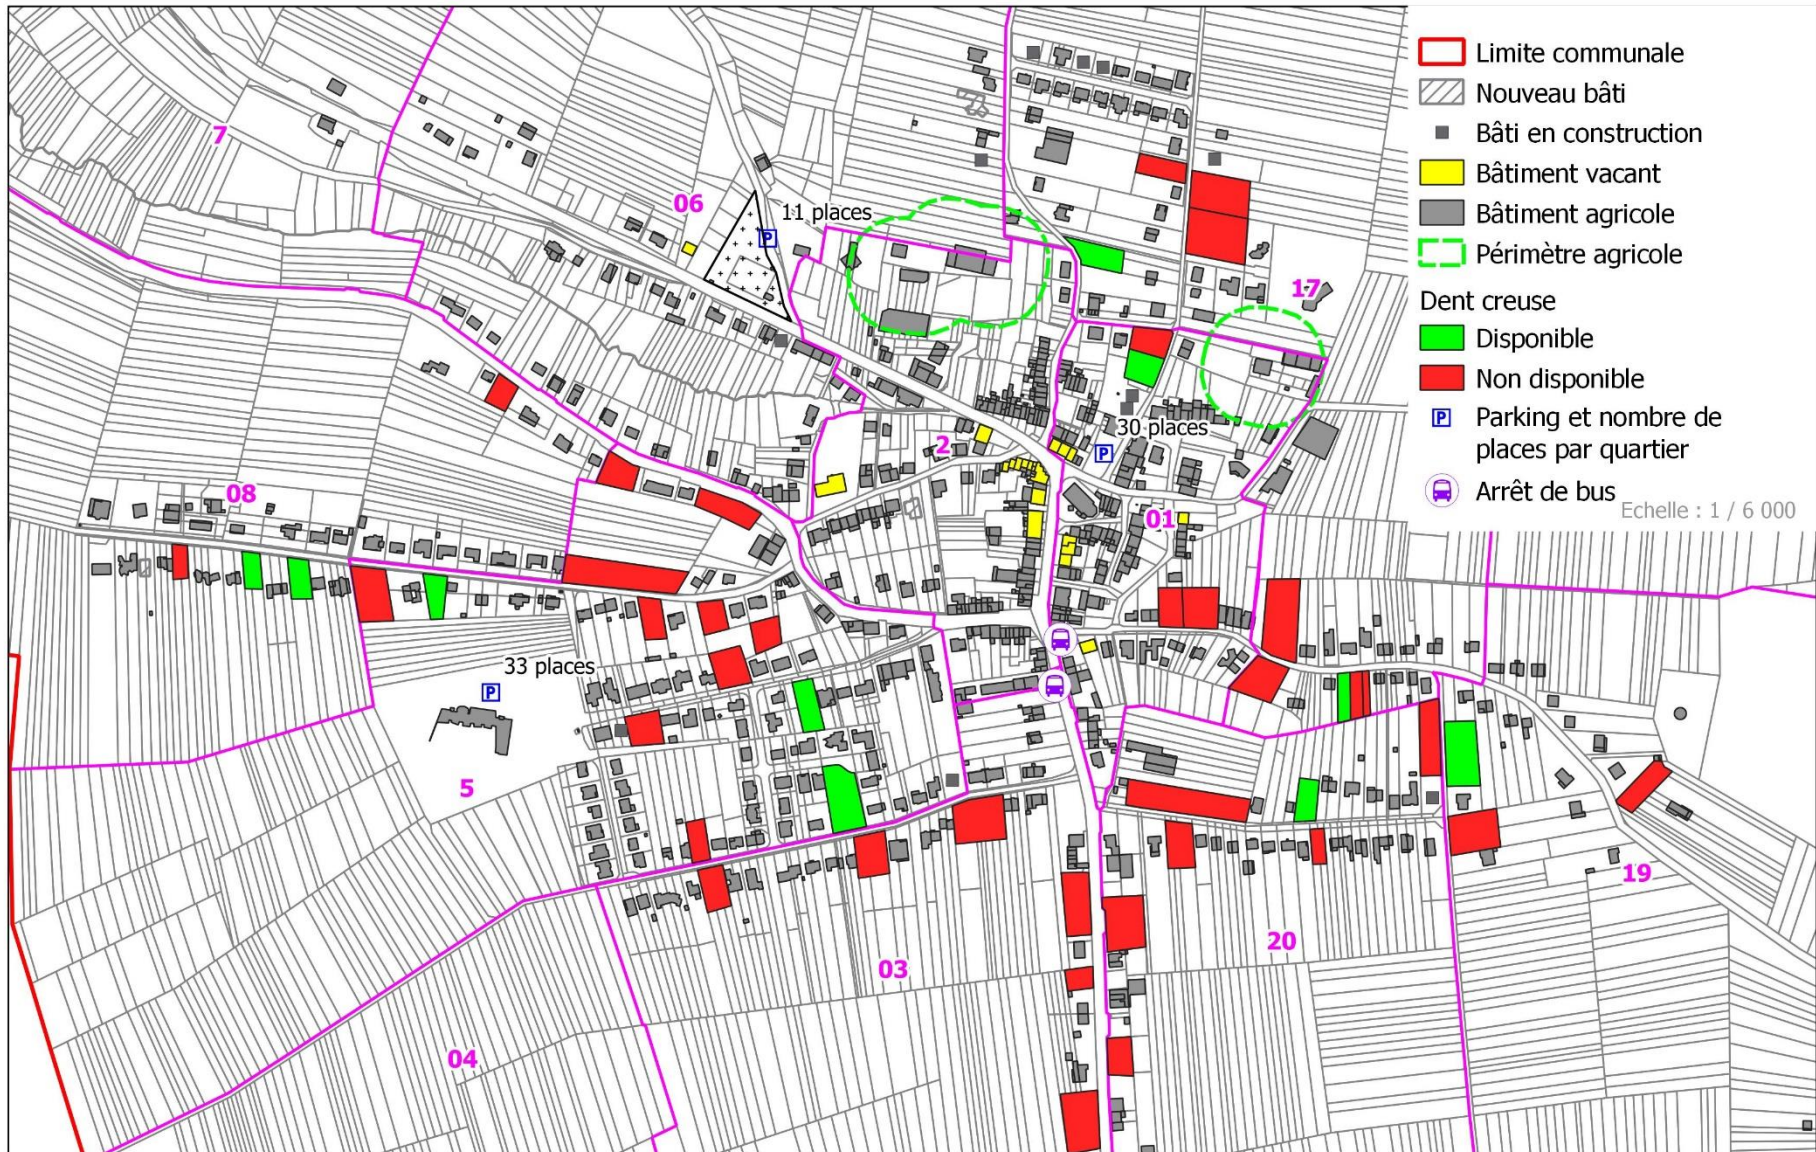 Limite communale
Nouveau bâti
Bâti en construction
Bâtiment vacant
Bâtiment agricole
Périmètre agricole
Dent creuse
Disponible
Non disponible
P
Parking et nombre de
places par quartier
Arrêt de bus
Echelle : 1 / 6 000
7
06
11 places
P
17
2
30 places
P
08
01
33 places
P
5
19
20
03
04